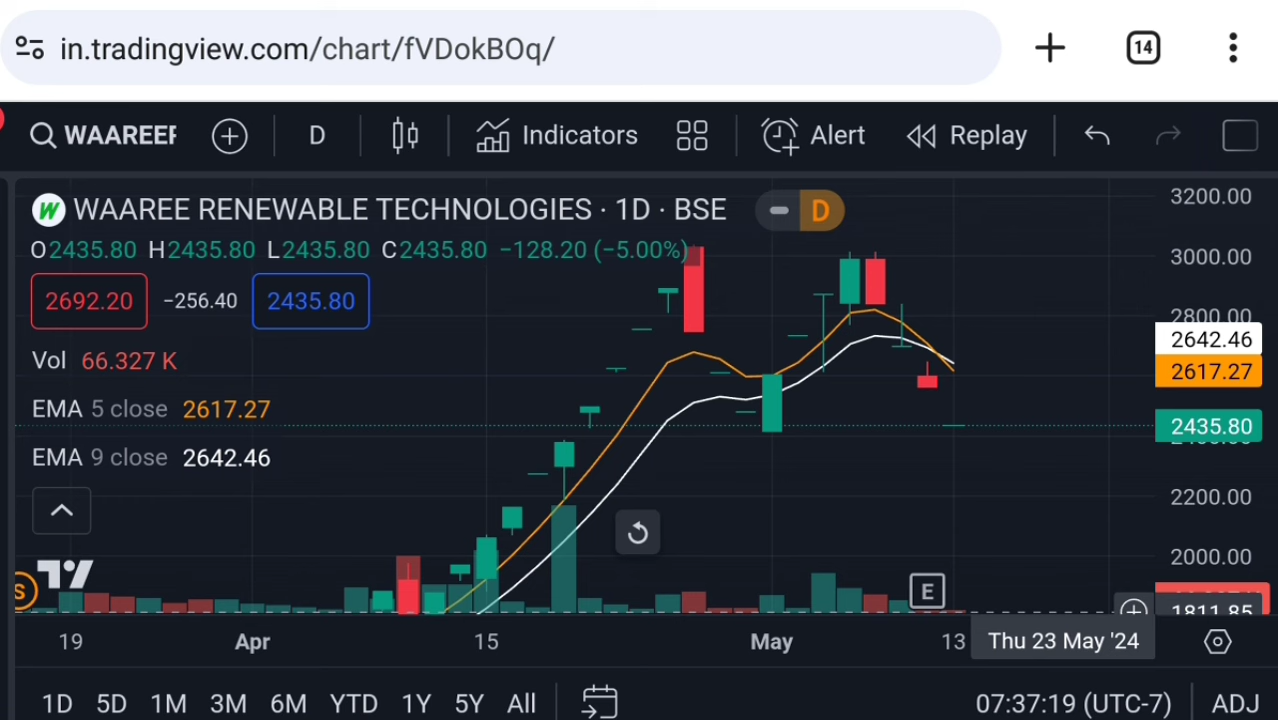 in.tradingview.com/chart/fVDokBOq/ 14
WAAREER D Indicators Alert Replay
W WAAREE RENEWABLE TECHNOLOGIES · 1D · BSE D
O2435.80 H2435.80 L2435.80 C2435.80 −128.20 (−5.00%)
2692.20 −256.40 2435.80
Vol 66.327 K
EMA 5 close 2617.27
EMA 9 close 2642.46
3200.00
3000.00
2800.00
2642.46
2617.27
2435.80
2200.00
2000.00
1811.85
S
E
19 Apr 15 May 13 Thu 23 May '24
1D 5D 1M 3M 6M YTD 1Y 5Y All 07:37:19 (UTC-7) ADJ